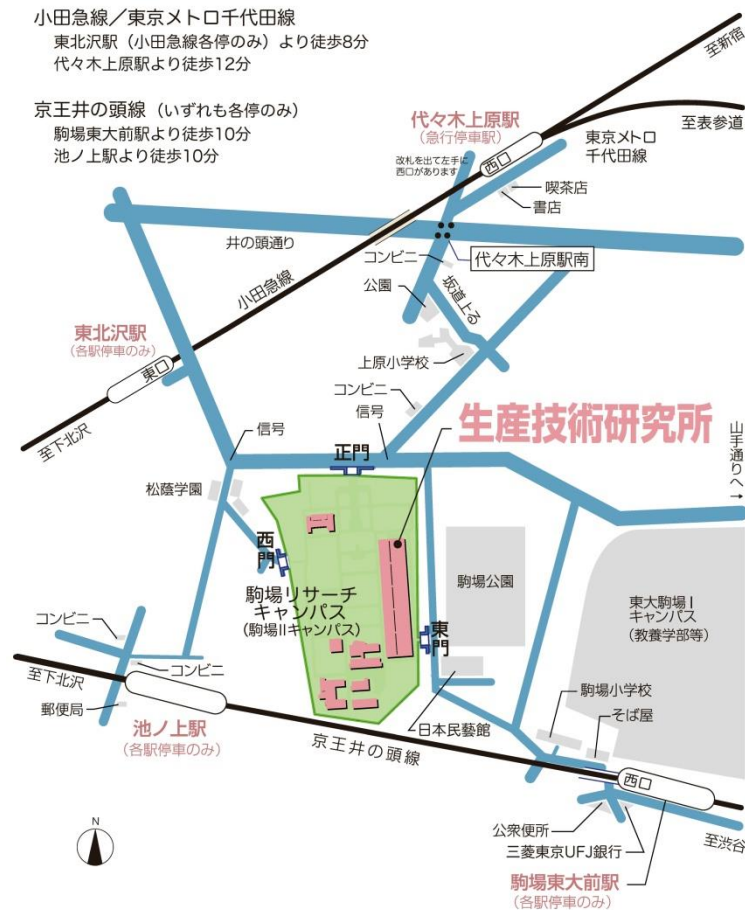 小田急線／東京メトロ千代田線
東北沢駅（小田急線各停のみ）より徒歩8分
代々木上原駅より徒歩12分
京王井の頭線（いずれも各停のみ）
駒場東大前駅より徒歩10分
池ノ上駅より徒歩10分
至新宿
代々木上原駅
（急行停車駅）
西口
至表参道
東京メトロ
千代田線
改札を出て左手に
西口があります
喫茶店
書店
井の頭通り
代々木上原駅南
コンビニ
公園
坂道上る
小田急線
東北沢駅
（各駅停車のみ）
東口
上原小学校
コンビニ
信号
至下北沢
信号
正門
生産技術研究所
山手通りへ→
松蔭学園
西門
駒場リサーチ
キャンパス
（駒場IIキャンパス）
駒場公園
東大駒場I
キャンパス
（教養学部等）
東門
コンビニ
コンビニ
至下北沢
郵便局
池ノ上駅
（各駅停車のみ）
京王井の頭線
日本民藝館
駒場小学校
そば屋
西口
公衆便所
三菱東京UFJ銀行
至渋谷
駒場東大前駅
（各駅停車のみ）
N